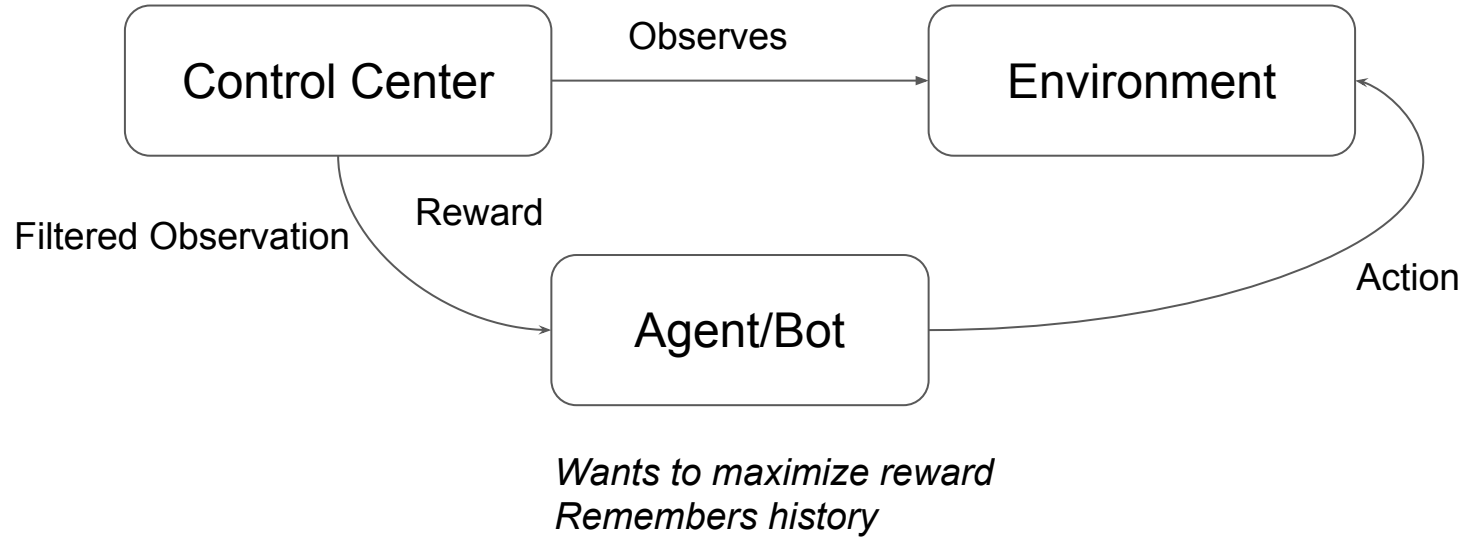 Observes
Control Center
Environment
Reward
Filtered Observation
Action
Agent/Bot
Wants to maximize reward
Remembers history